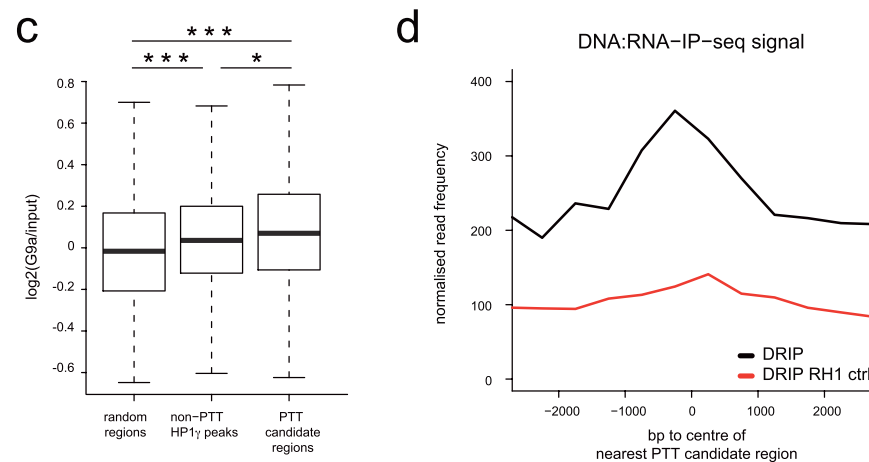 c
* * *
* * *
*
0.8
0.6
0.4
0.2
0
-0.2
-0.4
-0.6
log2(G9a/input)
random
regions
non−PTT
HP1γ peaks
PTT
candidate
regions
d
DNA:RNA−IP−seq signal
400
300
200
100
0
normalised read frequency
DRIP
DRIP RH1 ctrl
−2000
−1000
0
1000
2000
bp to centre of
nearest PTT candidate region